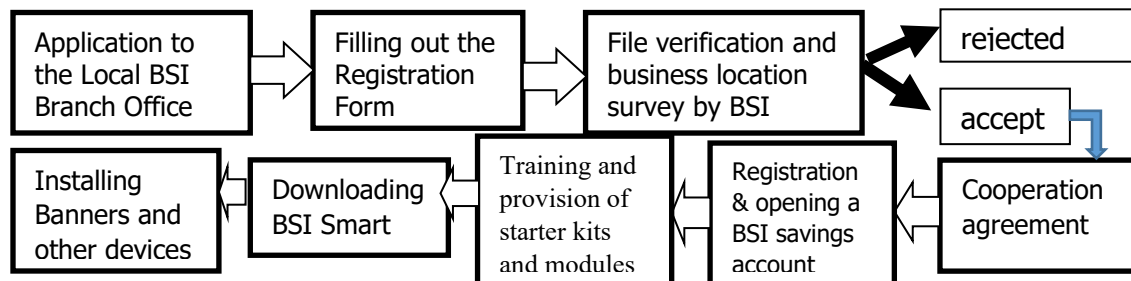 Application to
the Local BSI
Branch Office
Filling out the
Registration
Form
File verification and
business location
survey by BSI
rejected
accept
Cooperation
agreement
Registration
& opening a
BSI savings
account
Training and
provision of
starter kits
and modules
Downloading
BSI Smart
Installing
Banners and
other devices